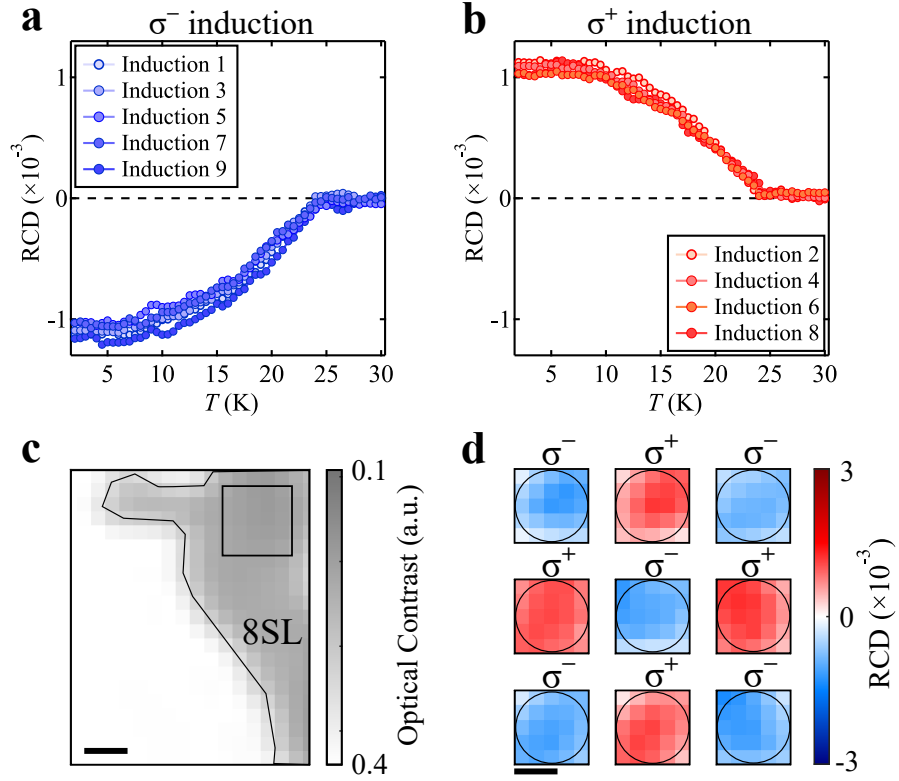 a
σ⁻ induction
RCD (×10⁻³)
1
0
-1
Induction 1
Induction 3
Induction 5
Induction 7
Induction 9
5 10 15 20 25 30
T (K)
b
σ⁺ induction
RCD (×10⁻³)
1
0
-1
Induction 2
Induction 4
Induction 6
Induction 8
5 10 15 20 25 30
T (K)
c
8SL
0.1
0.4
Optical Contrast (a.u.)
d
σ⁻ σ⁺ σ⁻
σ⁺ σ⁻ σ⁺
σ⁻ σ⁺ σ⁻
3
0
-3
RCD (×10⁻³)